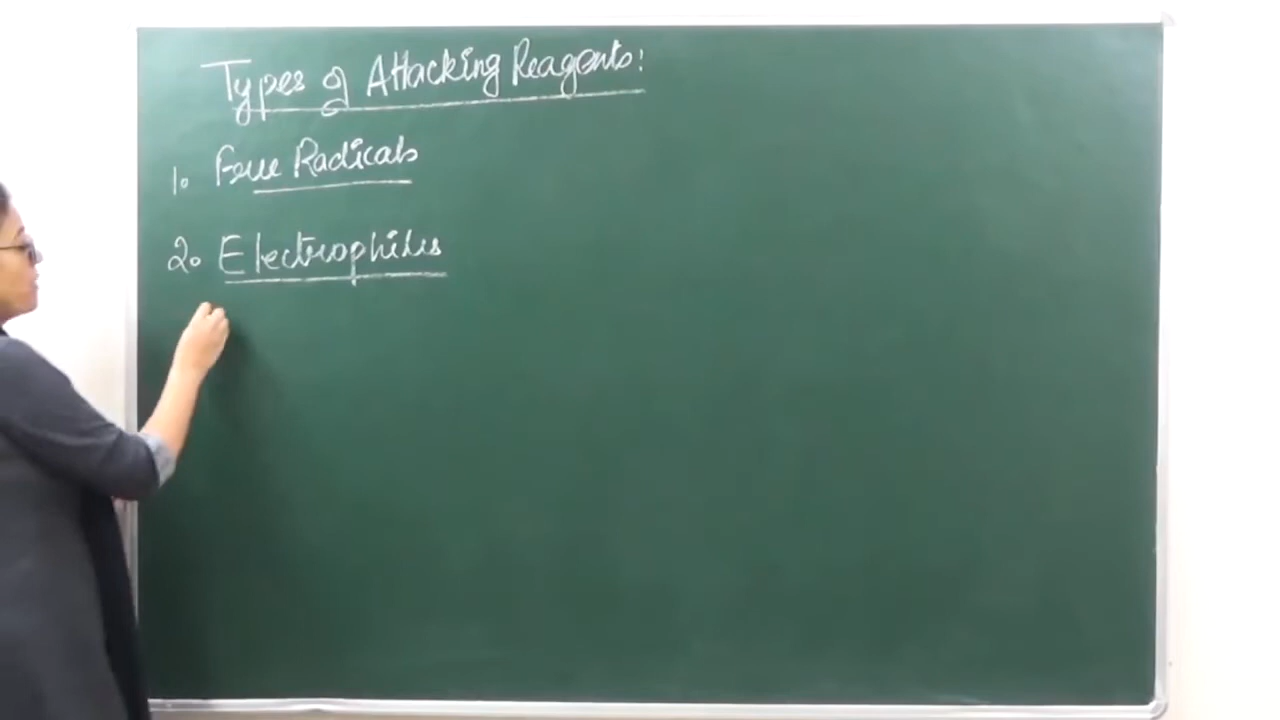 Types of Attacking Reagents:
1. Free Radicals
2. Electrophiles